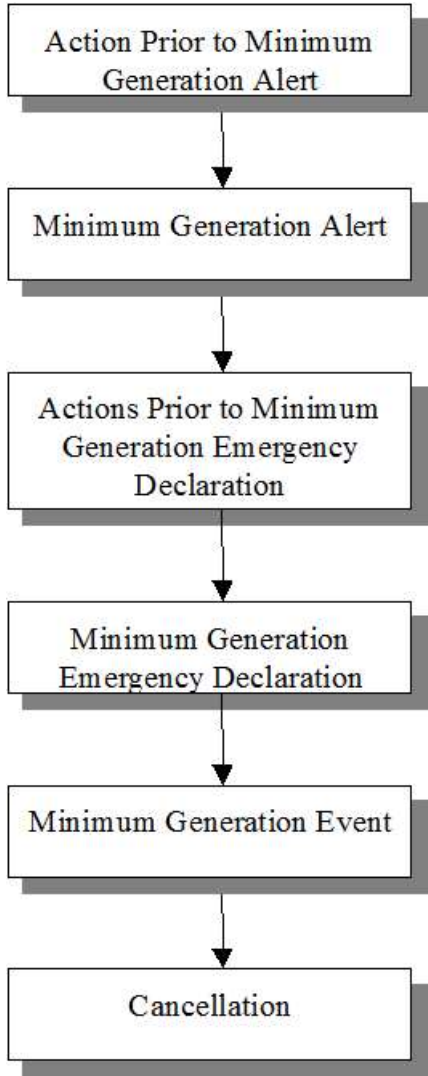 Action Prior to Minimum
Generation Alert
Minimum Generation Alert
Actions Prior to Minimum
Generation Emergency
Declaration
Minimum Generation
Emergency Declaration
Minimum Generation Event
Cancellation